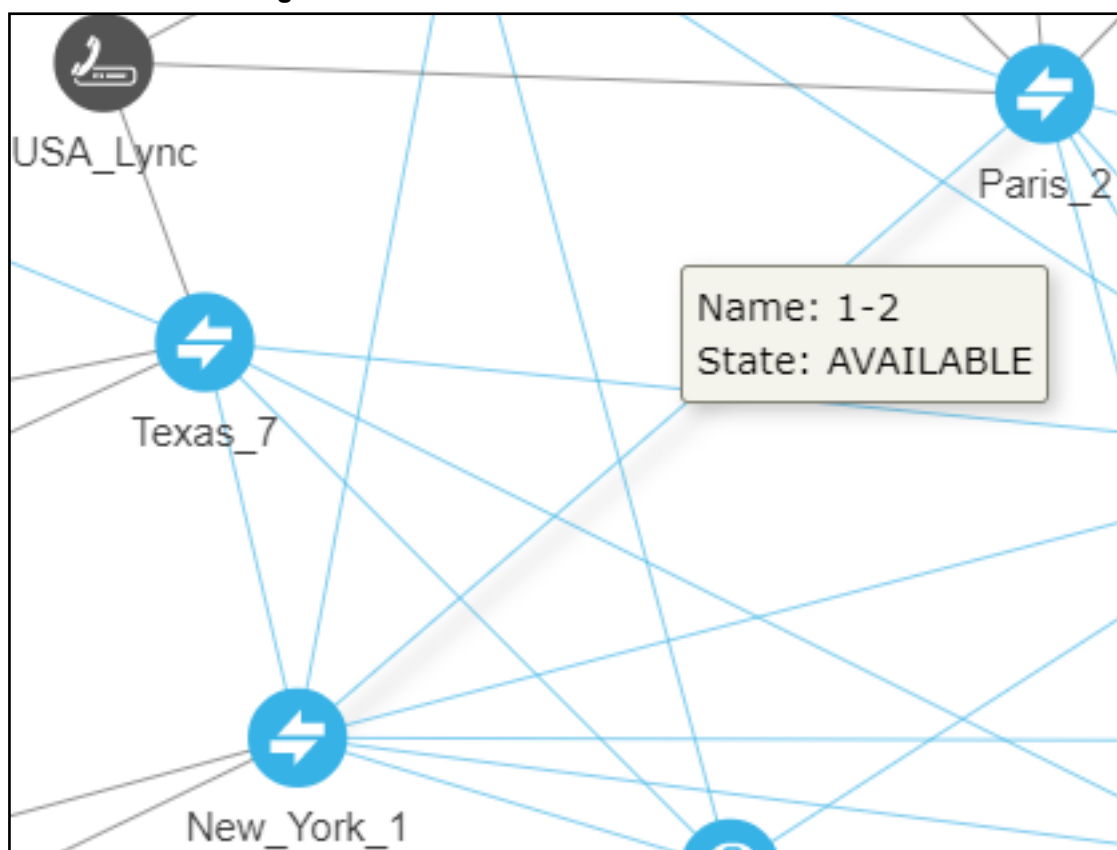 USA_Lync
Paris_2
Name: 1-2
State: AVAILABLE
Texas_7
New_York_1